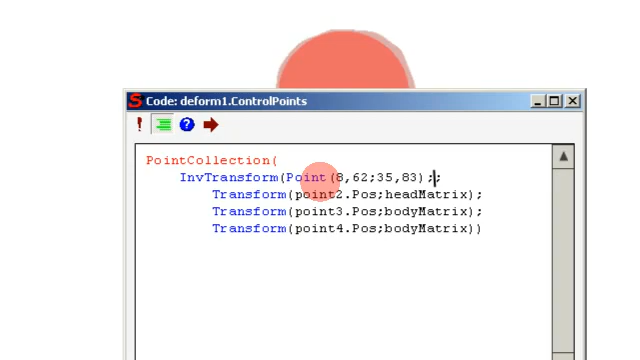 Code: deform1.ControlPoints
PointCollection(
InvTransform(Point(8,62;35,83);;
Transform(point2.Pos;headMatrix);
Transform(point3.Pos;bodyMatrix);
Transform(point4.Pos;bodyMatrix))